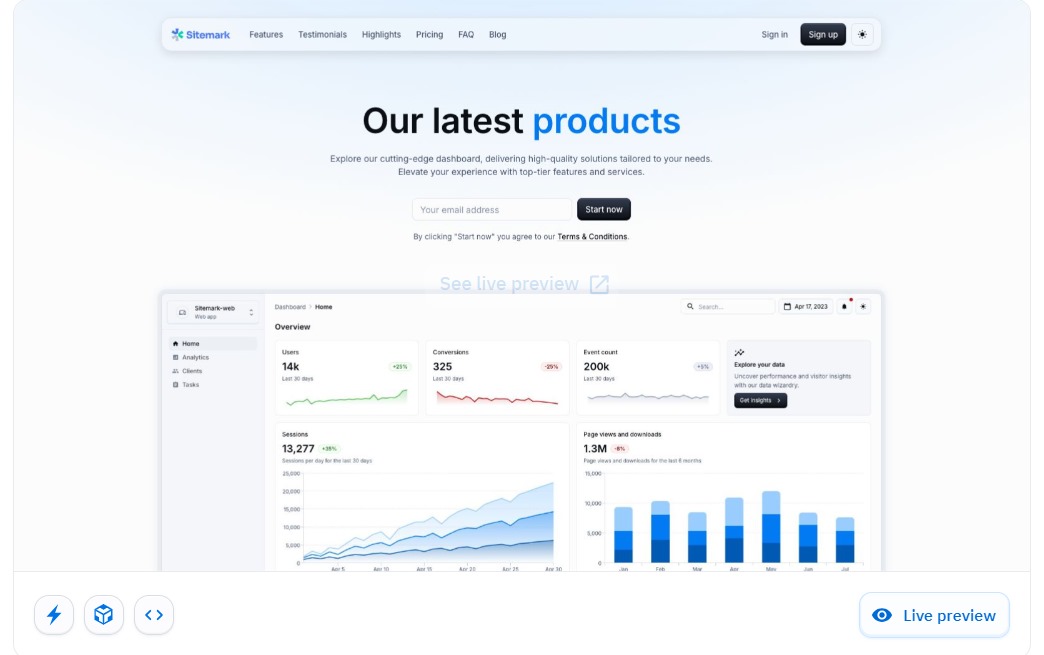 Sitemark Features Testimonials Highlights Pricing FAQ Blog Sign in Sign up
Our latest products
Explore our cutting-edge dashboard, delivering high-quality solutions tailored to your needs.
Elevate your experience with top-tier features and services.
Your email address Start now
By clicking "Start now" you agree to our Terms & Conditions.
See live preview
Sitemark-web
Web app
Home
Analytics
Clients
Tasks
Dashboard > Home Search... Apr 17, 2023
Overview
Users
14k +25%
Last 30 days
Conversions
325 -25%
Last 30 days
Event count
200k +5%
Last 30 days
Explore your data
Uncover performance and visitor insights
with our data wizardry.
Get insights >
Sessions
13,277 +35%
Sessions per day for the last 30 days
25,000
20,000
15,000
10,000
5,000
0
Apr 5 Apr 10 Apr 15 Apr 20 Apr 25 Apr 30
Page views and downloads
1.3M -8%
Page views and downloads for the last 6 months
15,000
10,000
5,000
0
Jan Feb Mar Apr May Jun Jul
Live preview